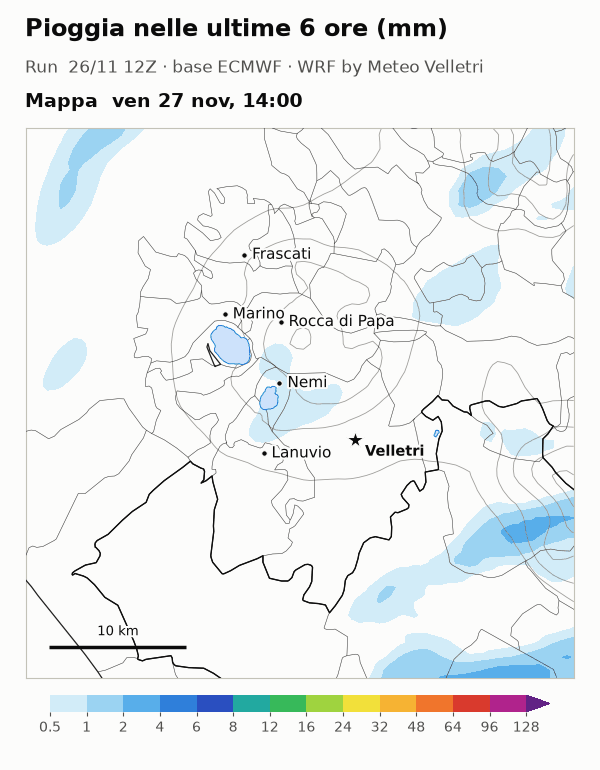 Pioggia nelle ultime 6 ore (mm)
Run  26/11 12Z · base ECMWF · WRF by Meteo Velletri
Mappa  ven 27 nov, 14:00
Frascati
Marino
Rocca di Papa
Nemi
Velletri
Lanuvio
10 km
0.5 1 2 4 6 8 12 16 24 32 48 64 96 128